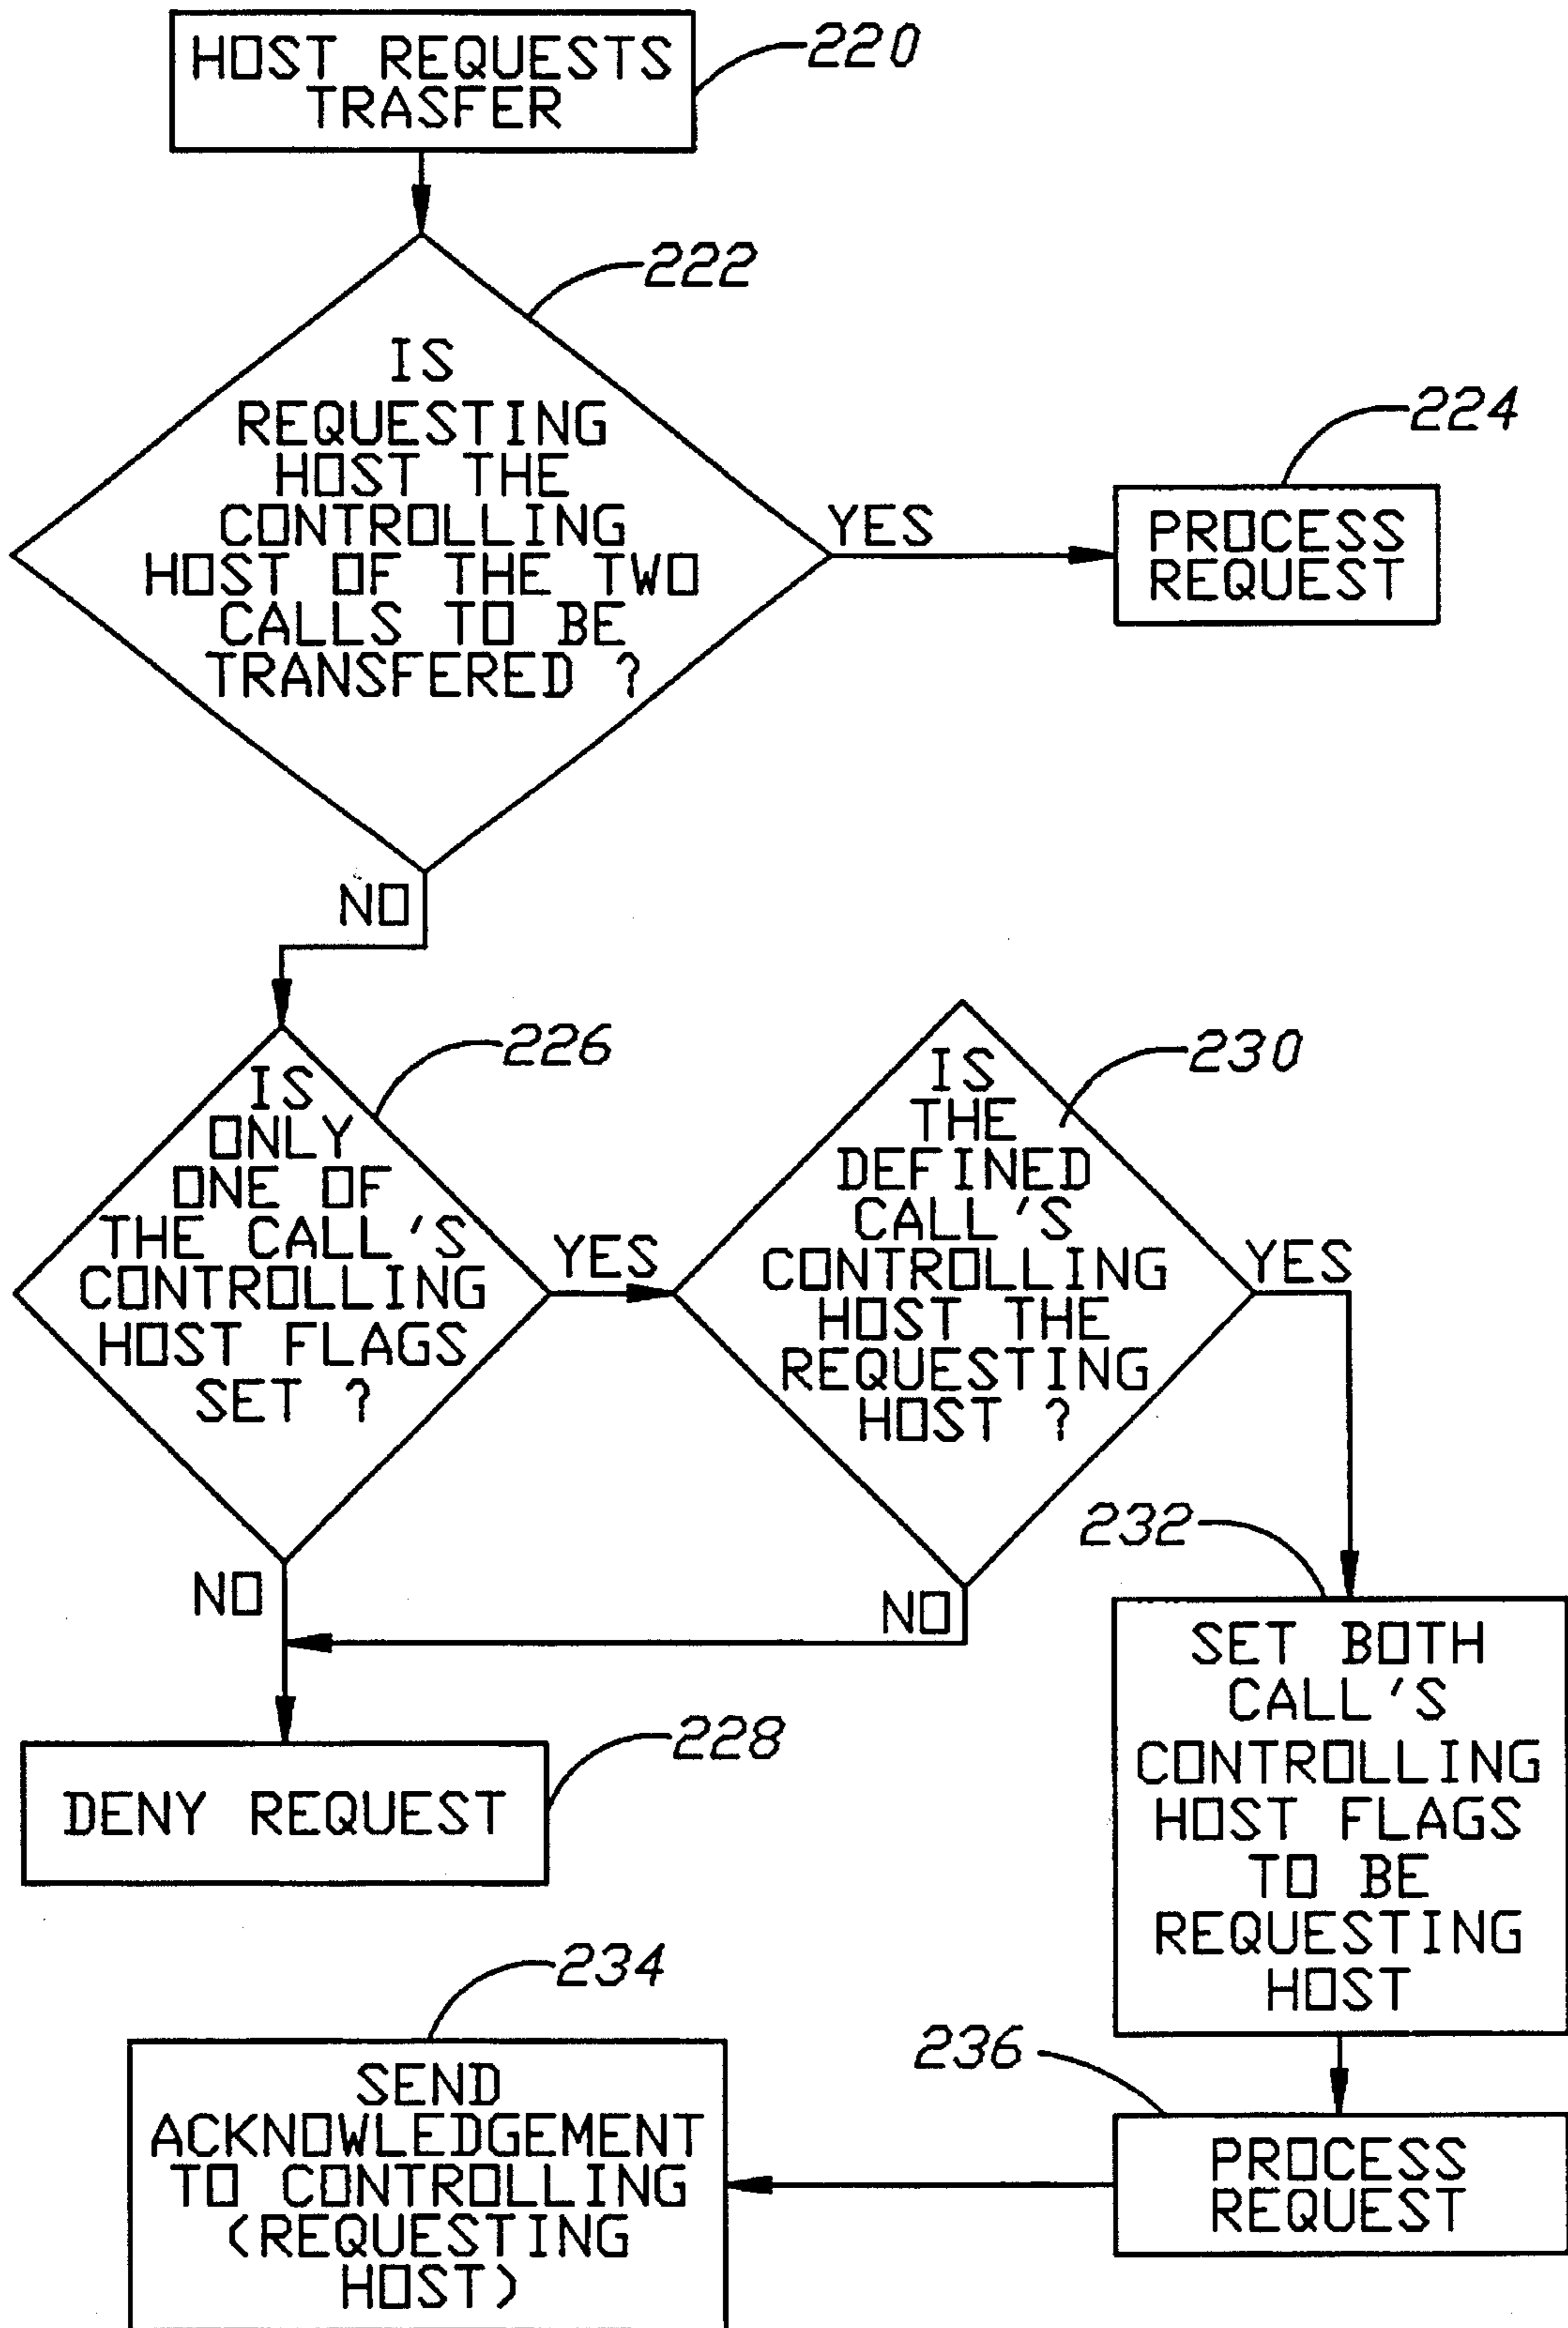 HOST REQUESTS
TRASFER
220
222
IS
REQUESTING
HOST THE
CONTROLLING
HOST OF THE TWO
CALLS TO BE
TRANSFERED ?
YES
224
PROCESS
REQUEST
NO
226
IS
ONLY
ONE OF
THE CALL'S
CONTROLLING
HOST FLAGS
SET ?
YES
230
IS
THE
DEFINED
CALL'S
CONTROLLING
HOST THE
REQUESTING
HOST ?
YES
NO
NO
232
SET BOTH
CALL'S
CONTROLLING
HOST FLAGS
TO BE
REQUESTING
HOST
228
DENY REQUEST
234
SEND
ACKNOWLEDGEMENT
TO CONTROLLING
(REQUESTING
HOST)
236
PROCESS
REQUEST